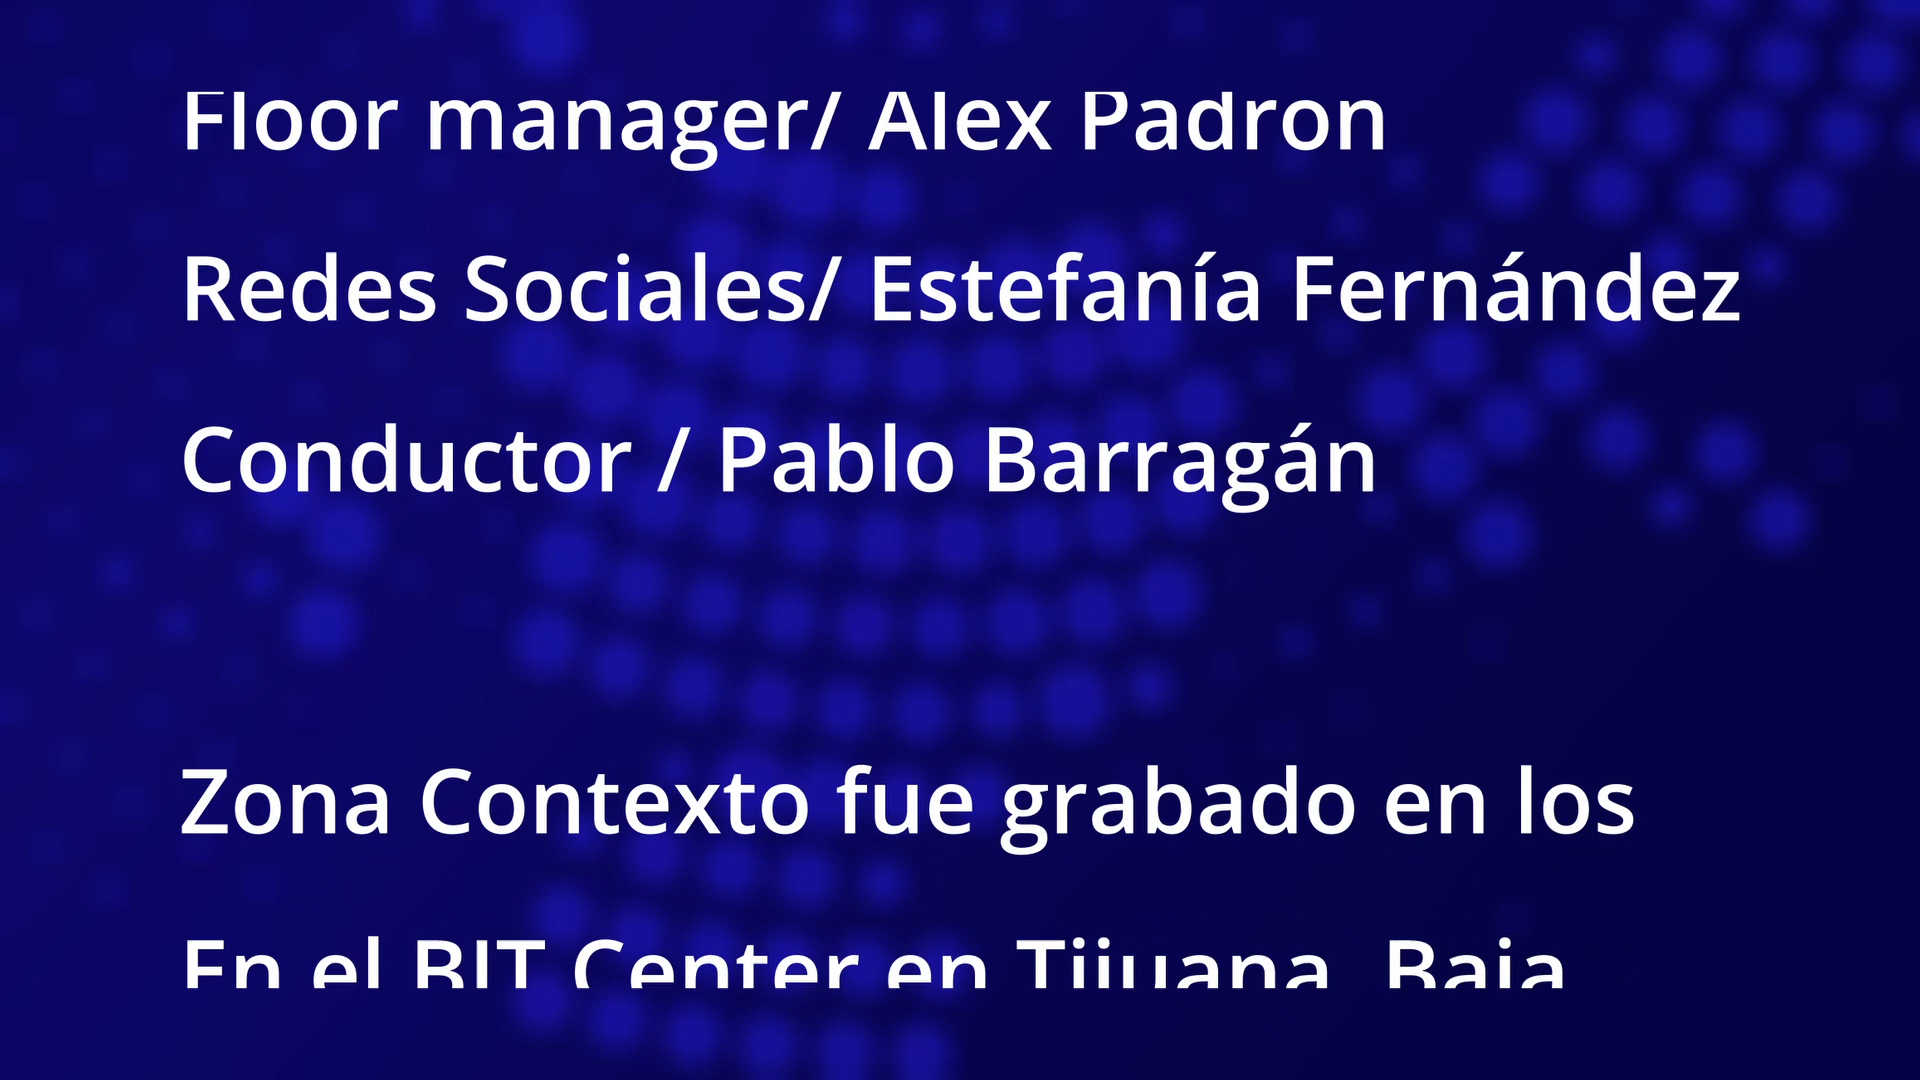 Floor manager/ Alex Padron
Redes Sociales/ Estefanía Fernández
Conductor / Pablo Barragán
Zona Contexto fue grabado en los
En el BIT Center en Tijuana, Baja